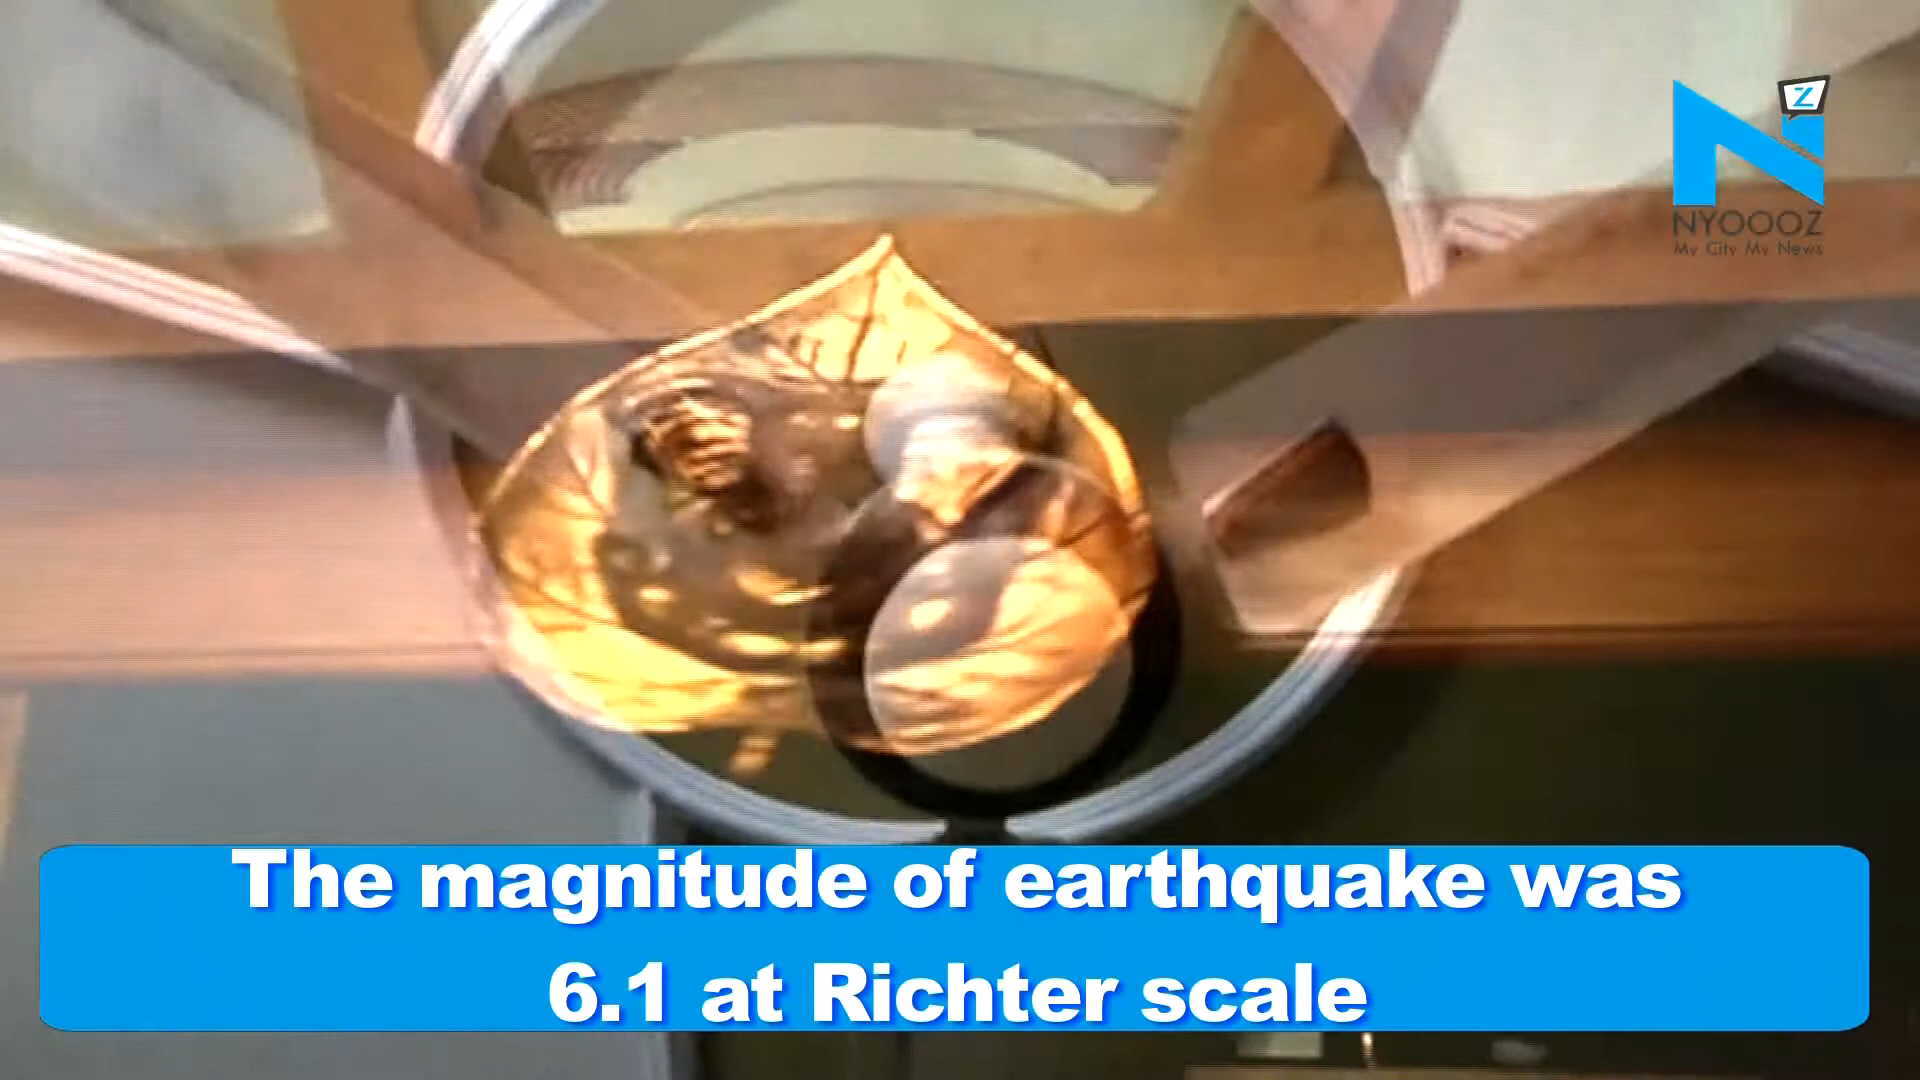 Z
NYOOOZ
My City My News
The magnitude of earthquake was
6.1 at Richter scale